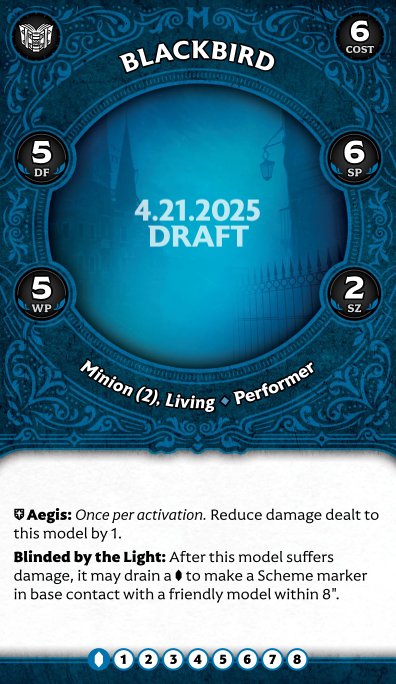 BLACKBIRD
6
COST
5
DF
6
SP
4.21.2025
DRAFT
5
WP
2
SZ
Minion (2), Living ◆ Performer
Aegis: Once per activation. Reduce damage dealt to
this model by 1.
Blinded by the Light: After this model suffers
damage, it may drain a to make a Scheme marker
in base contact with a friendly model within 8".
1 2 3 4 5 6 7 8